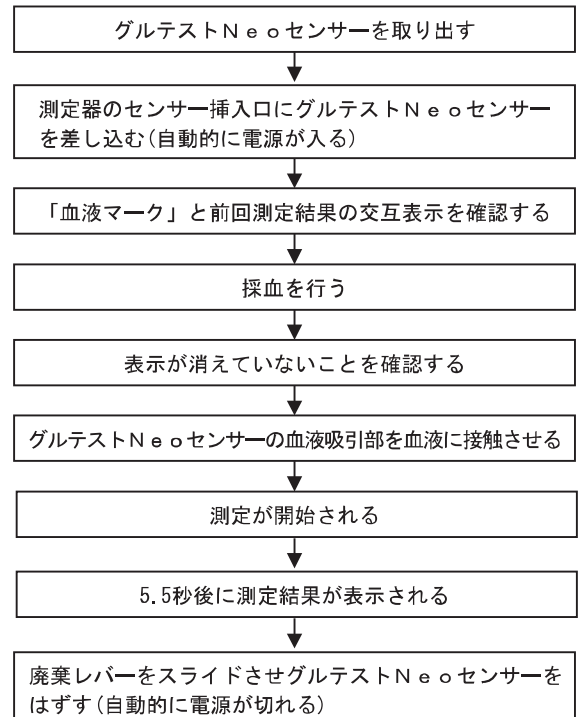 グルテストＮｅｏセンサーを取り出す
測定器のセンサー挿入口にグルテストＮｅｏセンサー
を差し込む(自動的に電源が入る)
「血液マーク」と前回測定結果の交互表示を確認する
採血を行う
表示が消えていないことを確認する
グルテストＮｅｏセンサーの血液吸引部を血液に接触させる
測定が開始される
5.5秒後に測定結果が表示される
廃棄レバーをスライドさせグルテストＮｅｏセンサーを
はずす(自動的に電源が切れる)